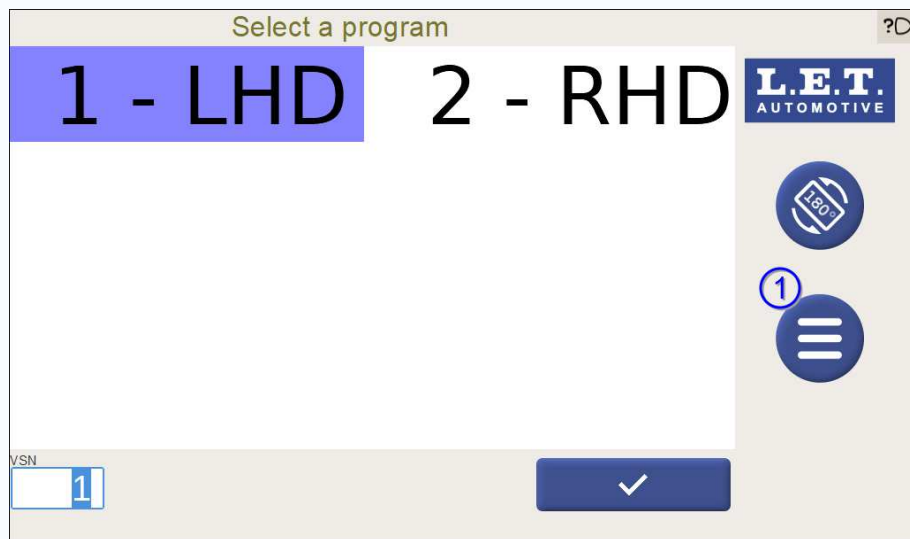 Select a program
?
1 - LHD 2 - RHD
L.E.T.
AUTOMOTIVE
180°
1
VSN
1